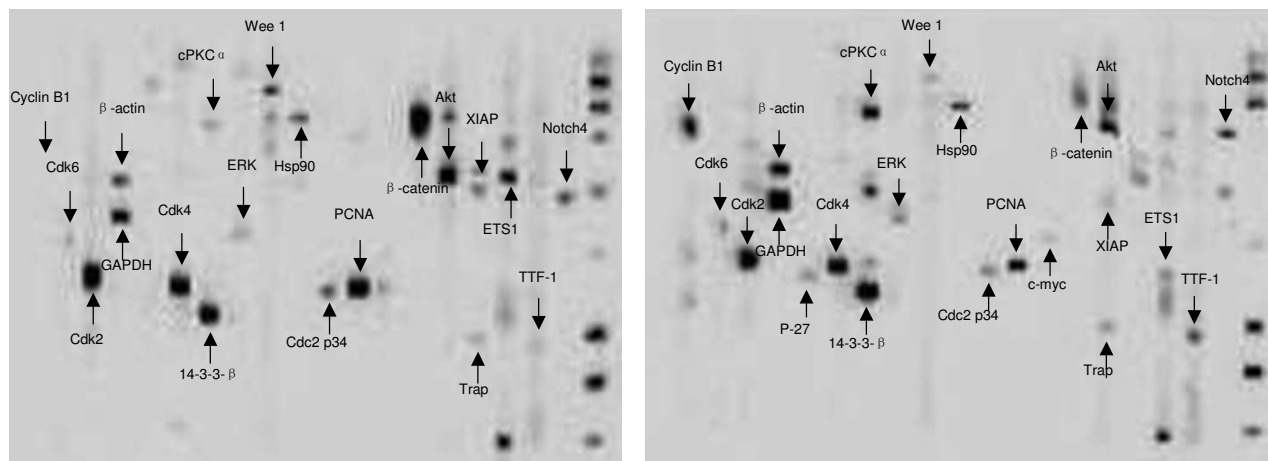 Wee 1
cPKC α
Cyclin B1
β -actin
Akt
XIAP
Notch4
Cdk6
ERK
Hsp90
β -catenin
Cdk4
PCNA
ETS1
GAPDH
TTF-1
Cdk2
Cdc2 p34
14-3-3- β
Trap
Wee 1
cPKC α
Cyclin B1
Akt
Notch4
β -actin
Hsp90
β -catenin
Cdk6
ERK
Cdk2
Cdk4
PCNA
ETS1
GAPDH
XIAP
c-myc
TTF-1
P-27
Cdc2 p34
14-3-3- β
Trap